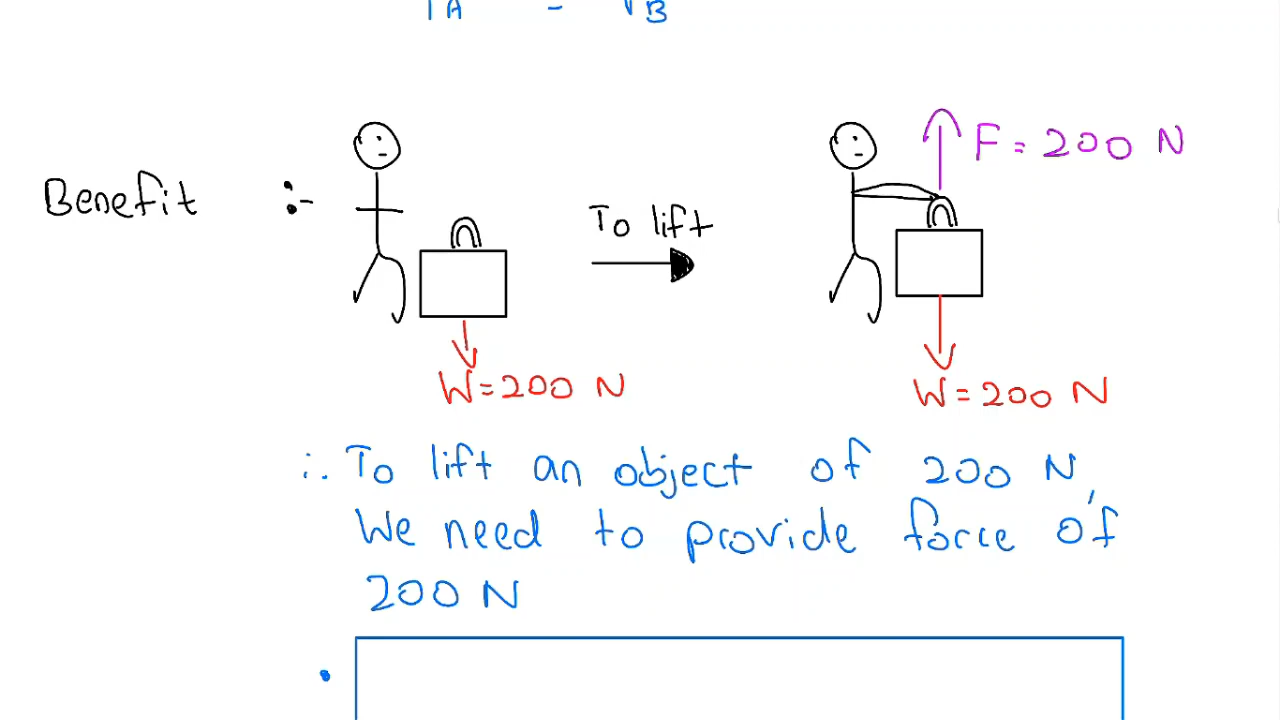 A = B
Benefit :-
To lift
F = 200 N
W = 200 N
W = 200 N
∴ To lift an object of 200 N,
We need to provide force of
200 N